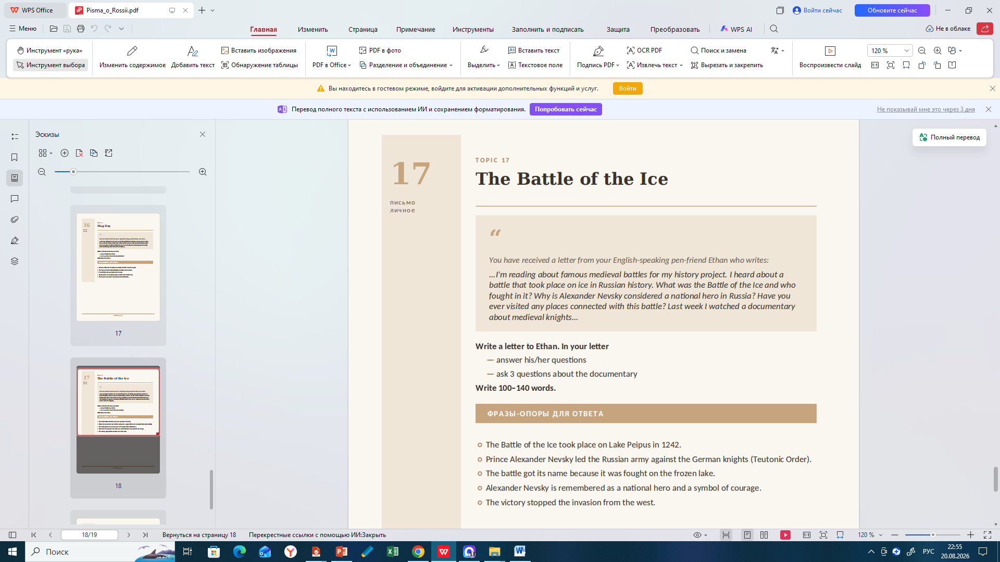 WPS Office
Pisma_o_Rossii.pdf
Войти сейчас
Обновите сейчас
Меню
Главная
Изменить
Страница
Примечание
Инструменты
Заполнить и подписать
Защита
Преобразовать
WPS AI
Не в облаке
Инструмент «рука»
Инструмент выбора
Изменить содержимое
Добавить текст
Вставить изображения
Обнаружение таблицы
PDF в Office
PDF в фото
Разделение и объединение
Выделить
Вставить текст
Текстовое поле
Подпись PDF
OCR PDF
Извлечь текст
Поиск и замена
Вырезать и закрепить
Воспроизвести слайд
120 %
1:1
Вы находитесь в гостевом режиме, войдите для активации дополнительных функций и услуг.
Войти
Перевод полного текста с использованием ИИ и сохранением форматирования.
Попробовать сейчас
Не показывай мне это через 3 дня
Эскизы
16
Flag Day
17
17
The Battle of the Ice
18
Полный перевод
17
письмо
личное
TOPIC 17
The Battle of the Ice
“
You have received a letter from your English-speaking pen-friend Ethan who writes:
...I'm reading about famous medieval battles for my history project. I heard about a
battle that took place on ice in Russian history. What was the Battle of the Ice and who
fought in it? Why is Alexander Nevsky considered a national hero in Russia? Have you
ever visited any places connected with this battle? Last week I watched a documentary
about medieval knights...
Write a letter to Ethan. In your letter
— answer his/her questions
— ask 3 questions about the documentary
Write 100–140 words.
ФРАЗЫ-ОПОРЫ ДЛЯ ОТВЕТА
The Battle of the Ice took place on Lake Peipus in 1242.
Prince Alexander Nevsky led the Russian army against the German knights (Teutonic Order).
The battle got its name because it was fought on the frozen lake.
Alexander Nevsky is remembered as a national hero and a symbol of courage.
The victory stopped the invasion from the west.
18/19
Вернуться на страницу 18
Перекрестные ссылки с помощью ИИ:Закрыть
1:1
120 %
Поиск
11
РУС
22:55
20.08.2026